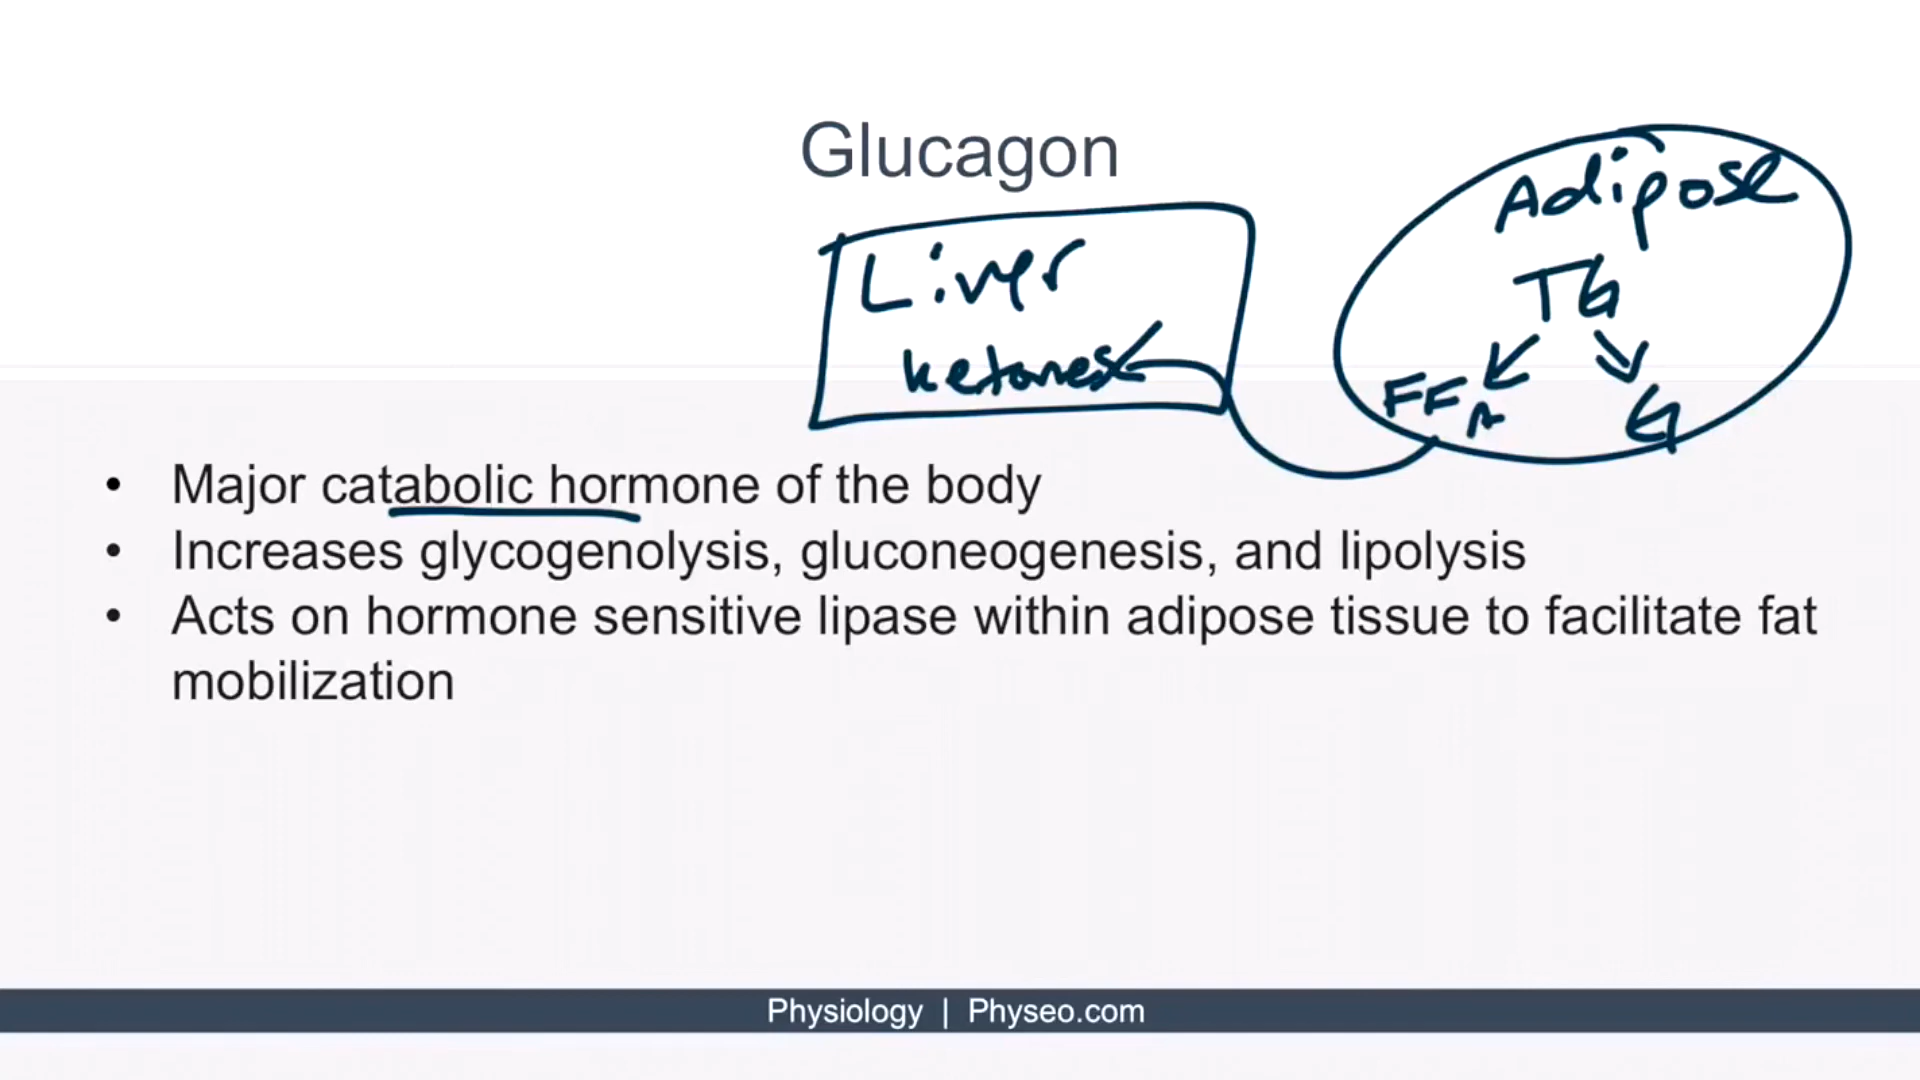 Glucagon
Adipose
TG
FFA G
Liver
ketones
• Major catabolic hormone of the body
• Increases glycogenolysis, gluconeogenesis, and lipolysis
• Acts on hormone sensitive lipase within adipose tissue to facilitate fat
mobilization
Physiology | Physeo.com